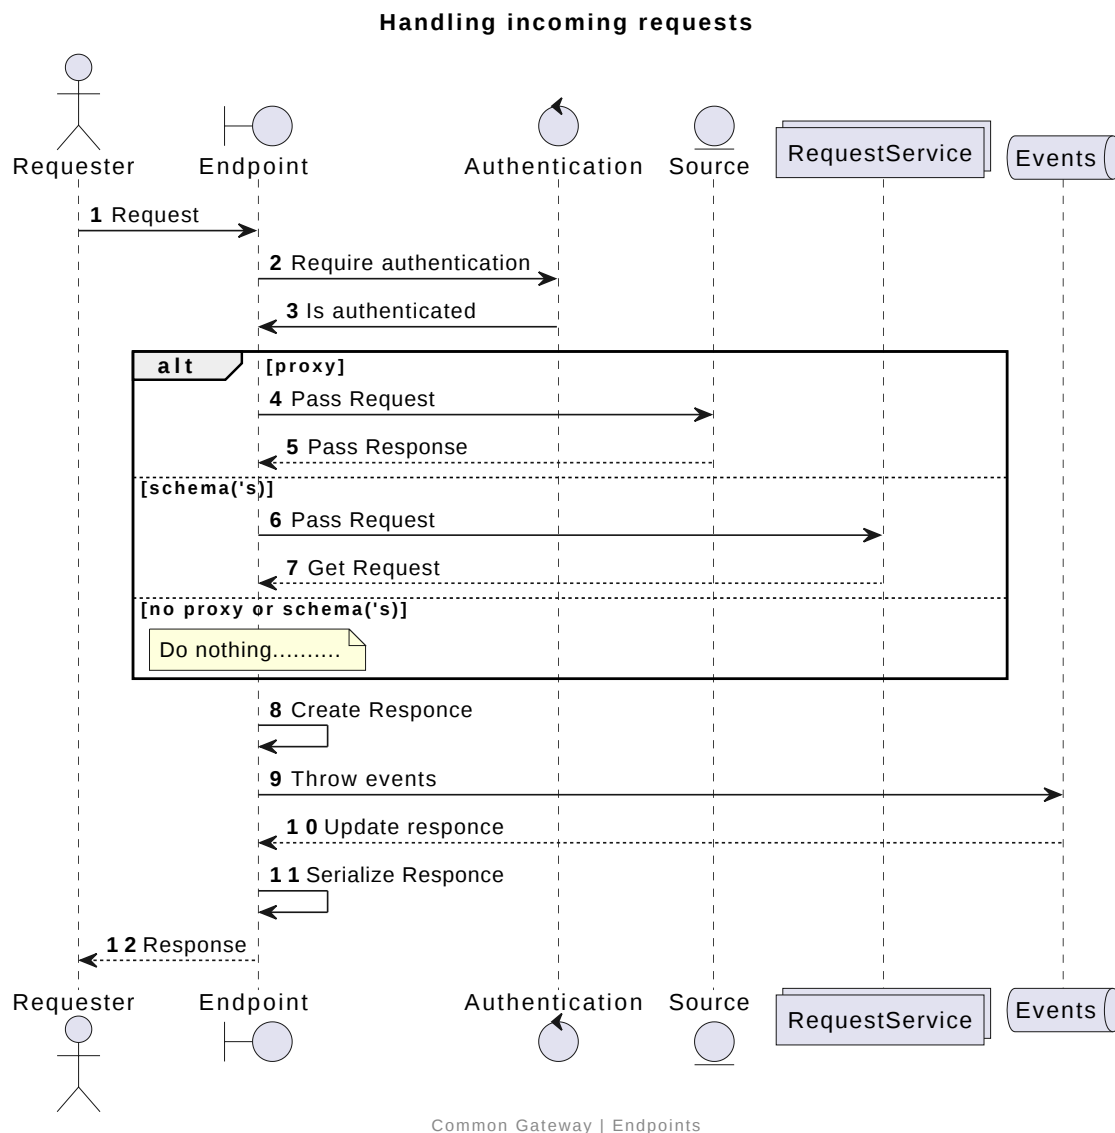 Handling incoming requests
Requester
Endpoint
Authentication
Source
RequestService
Events
1 Request
2 Require authentication
3 Is authenticated
alt [proxy]
4 Pass Request
5 Pass Response
[schema('s)]
6 Pass Request
7 Get Request
[no proxy or schema('s)]
Do nothing..........
8 Create Responce
9 Throw events
10 Update responce
11 Serialize Responce
12 Response
Requester
Endpoint
Authentication
Source
RequestService
Events
Common Gateway | Endpoints